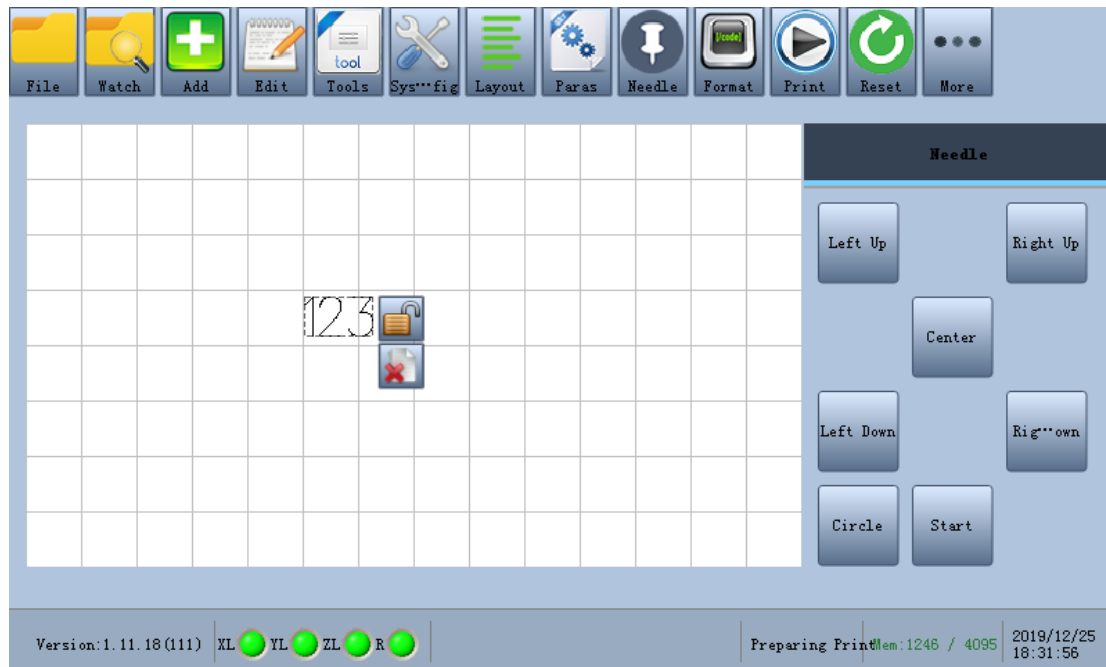 tool
[/code]
File Watch Add Edit Tools Sys···fig Layout Paras Needle Format Print Reset More
Needle
Left Up Right Up
123
Center
Left Down Rig···own
Circle Start
Version:1.11.18(111) XL YL ZL R Preparing Print Mem:1246 / 4095 2019/12/25
18:31:56